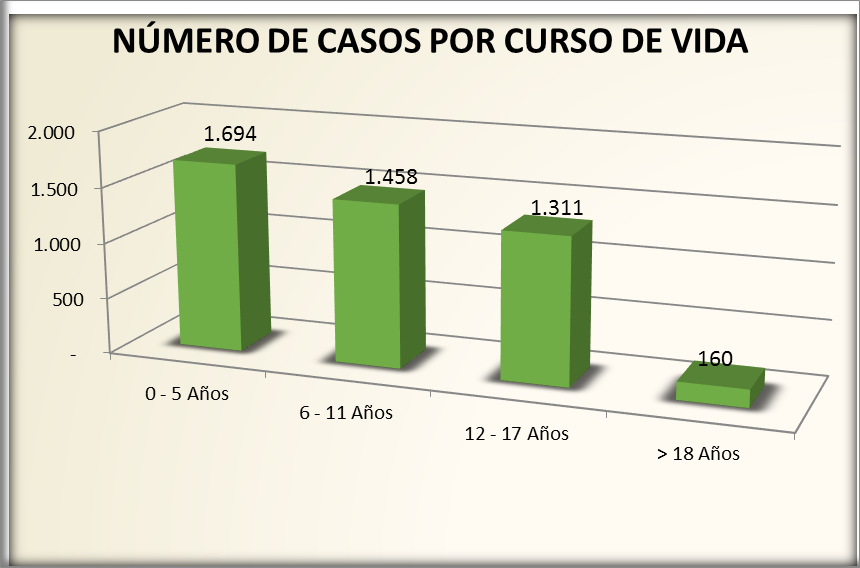 NÚMERO DE CASOS POR CURSO DE VIDA
2.000
1.500
1.000
500
-
1.694
1.458
1.311
160
0 - 5 Años
6 - 11 Años
12 - 17 Años
> 18 Años